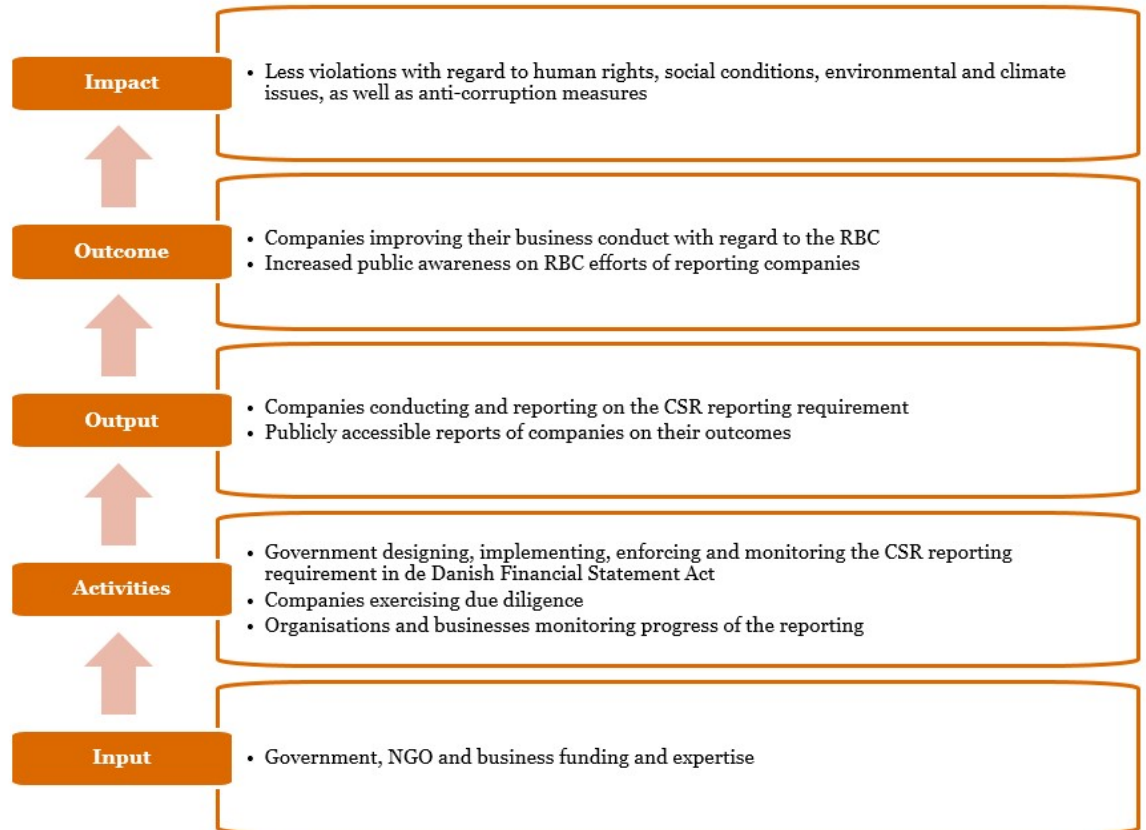 Impact
• Less violations with regard to human rights, social conditions, environmental and climate
issues, as well as anti-corruption measures
Outcome
• Companies improving their business conduct with regard to the RBC
• Increased public awareness on RBC efforts of reporting companies
Output
• Companies conducting and reporting on the CSR reporting requirement
• Publicly accessible reports of companies on their outcomes
Activities
• Government designing, implementing, enforcing and monitoring the CSR reporting
requirement in de Danish Financial Statement Act
• Companies exercising due diligence
• Organisations and businesses monitoring progress of the reporting
Input
• Government, NGO and business funding and expertise